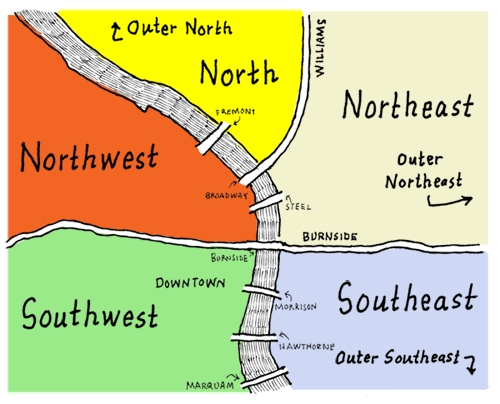 Outer North
North
WILLIAMS
FREMONT
Northeast
Northwest
Outer
Northeast
BROADWAY
STEEL
BURNSIDE
BURNSIDE
DOWNTOWN
Southwest
MORRISON
Southeast
HAWTHORNE
Outer Southeast
MARQUAM